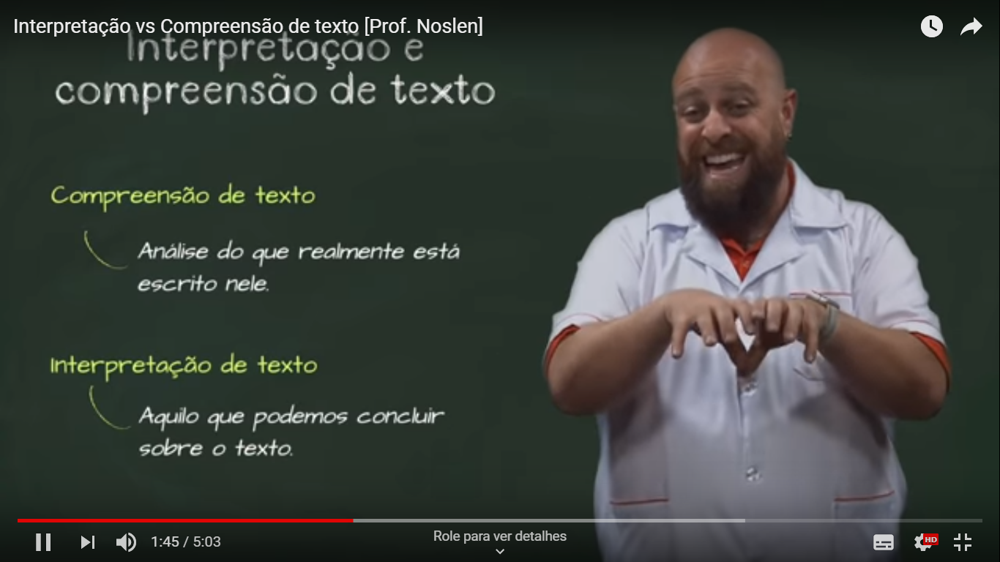 Interpretação vs Compreensão de texto [Prof. Noslen]
Interpretação e
compreensão de texto
Compreensão de texto
Análise do que realmente está
escrito nele.
Interpretação de texto
Aquilo que podemos concluir
sobre o texto.
1:45 / 5:03
Role para ver detalhes
HD